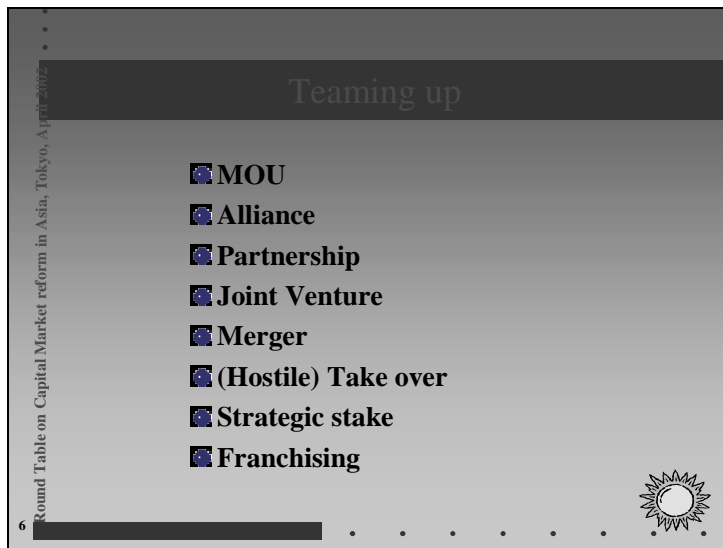 Teaming up
MOU
Alliance
Partnership
Joint Venture
Merger
(Hostile) Take over
Strategic stake
Franchising
Round Table on Capital Market reform in Asia, Tokyo, April 2002
6